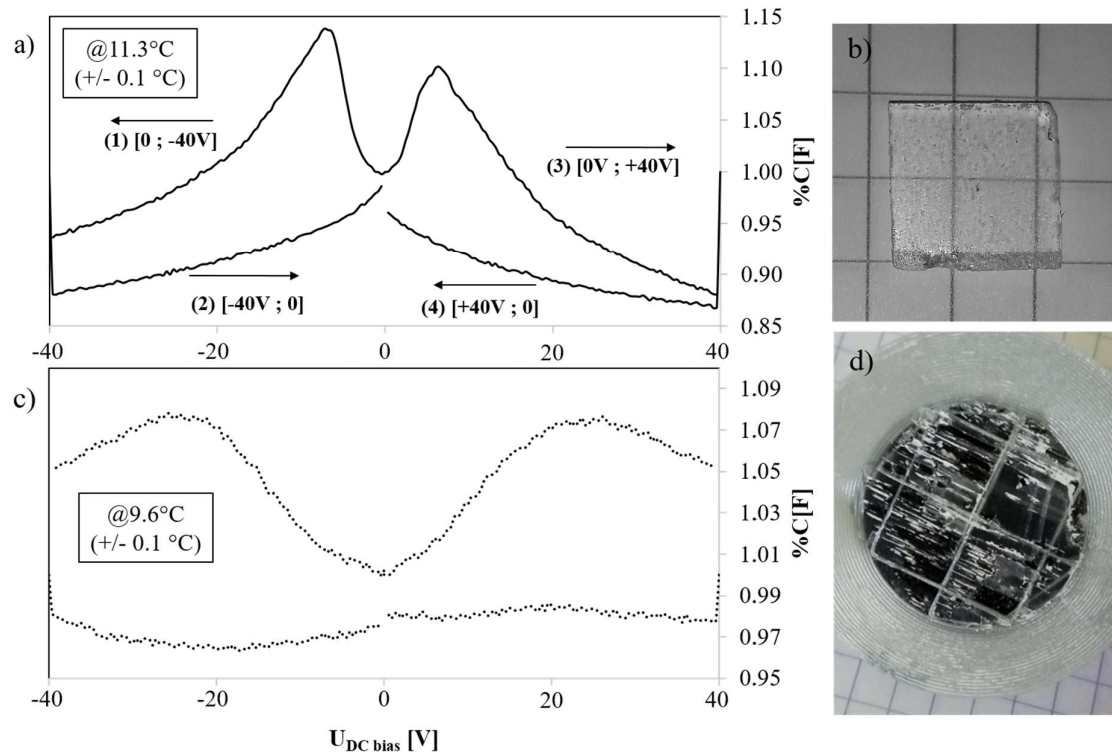 a)
@11.3°C
(+/- 0.1 °C)
(1) [0 ; -40V]
(3) [0V ; +40V]
(2) [-40V ; 0]
(4) [+40V ; 0]
1.15
1.10
1.05
1.00
0.95
0.90
0.85
%C[F]
-40
-20
0
20
40
b)
c)
@9.6°C
(+/- 0.1 °C)
1.09
1.07
1.05
1.03
1.01
0.99
0.97
0.95
%C[F]
-40
-20
0
20
40
U DC bias [V]
d)